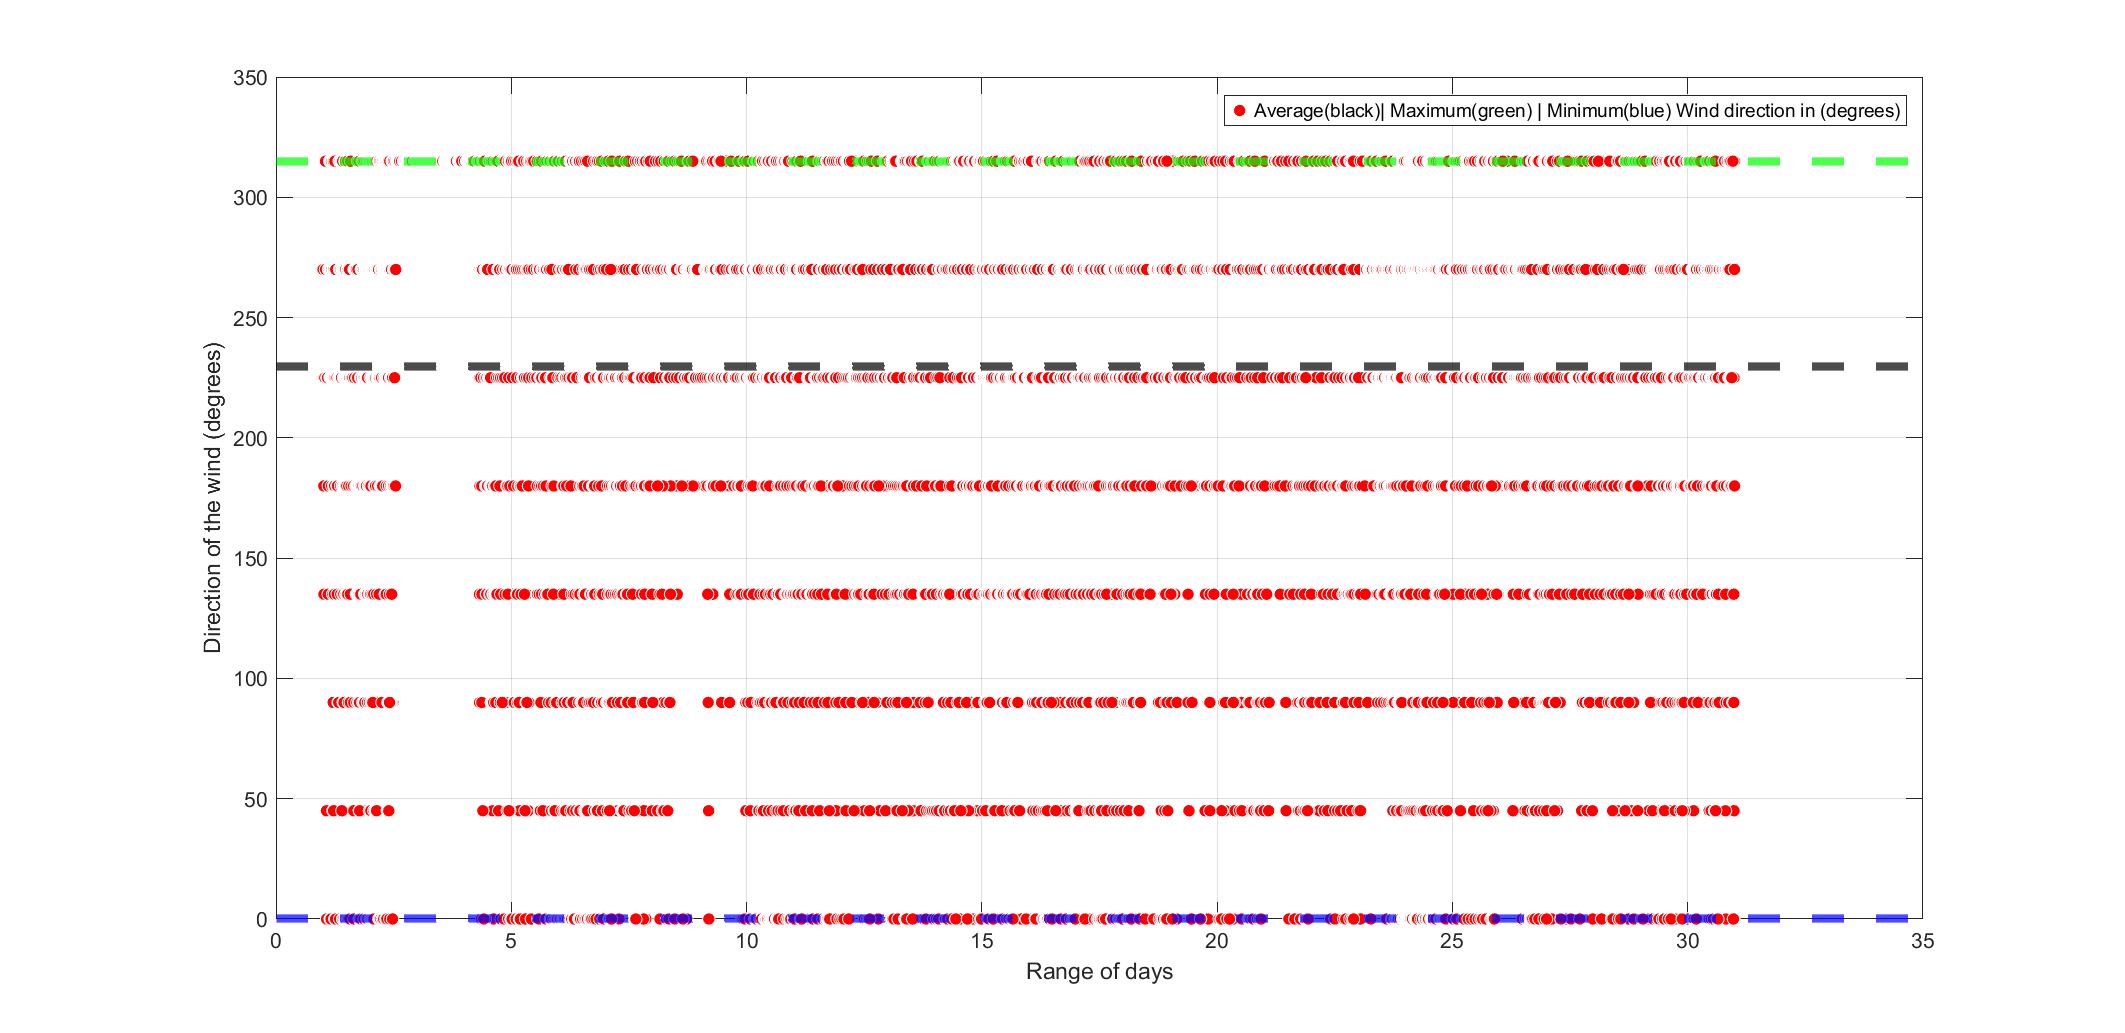 350
Average(black)| Maximum(green) | Minimum(blue) Wind direction in (degrees)
300
250
200
150
100
50
0
Direction of the wind (degrees)
0 5 10 15 20 25 30 35
Range of days